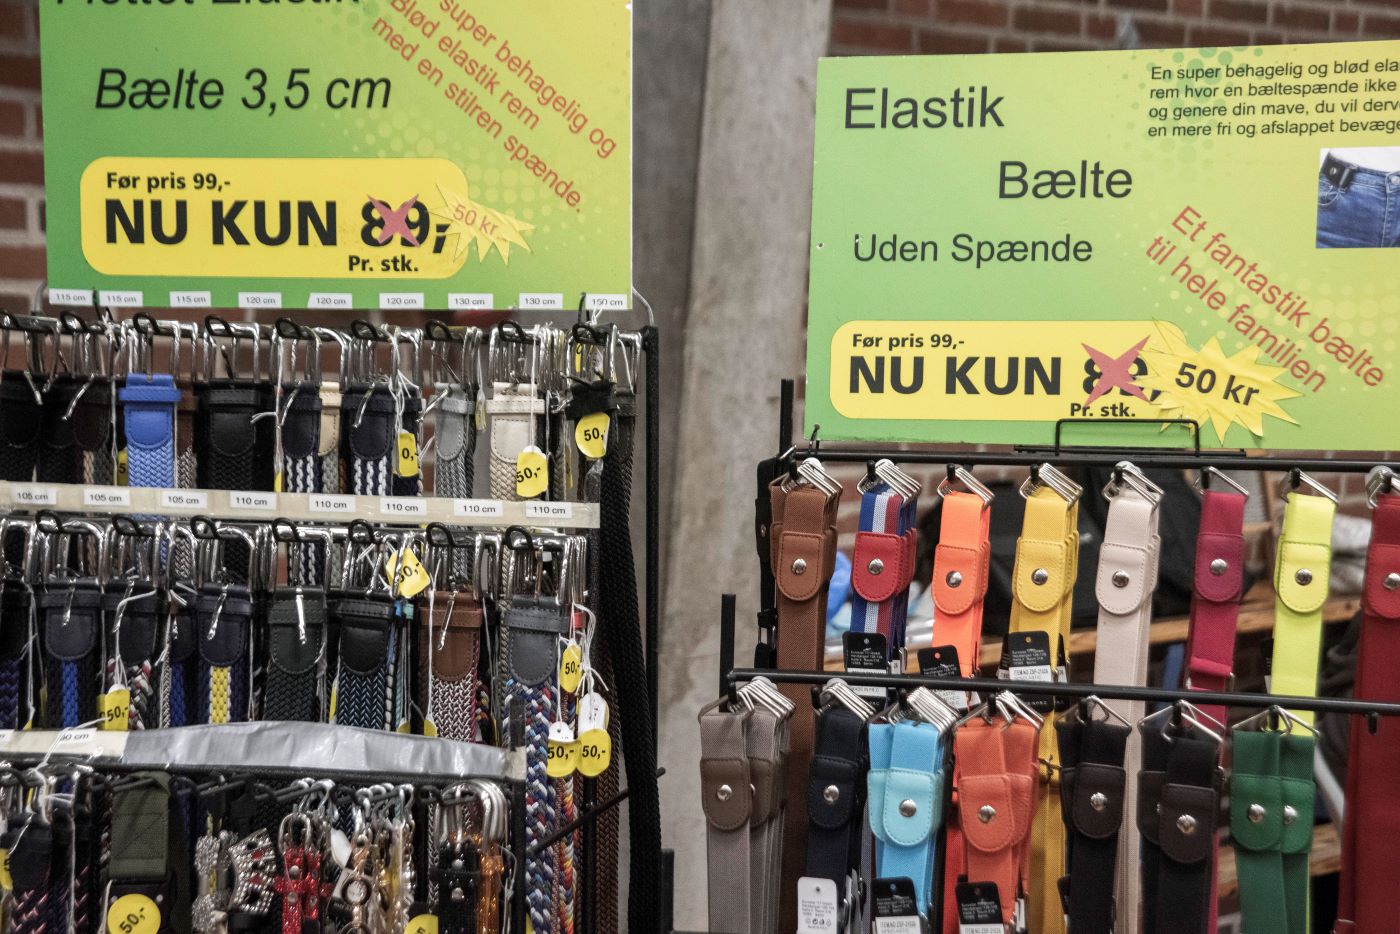 Elastik
Bælte 3,5 cm
super behagelig og
Blød elastik rem
med en stilren spænde.
Før pris 99,-
NU KUN 89,-
50 kr.
Pr. stk.
115 cm 115 cm 115 cm 120 cm 120 cm 120 cm 130 cm 130 cm 150 cm
50,-
50,-
105 cm 105 cm 105 cm 110 cm 110 cm 110 cm 110 cm 110 cm
50,-
50,-
50,-
50,-
50,-
50,-
En super behagelig og blød
rem hvor en bæltespænde ikke
og genere din mave, du vil
en mere fri og afslappet
Elastik
Bælte
Uden Spænde
Et fantastik bælte
til hele familien
Før pris 99,-
NU KUN 89,
50 kr
Pr. stk.